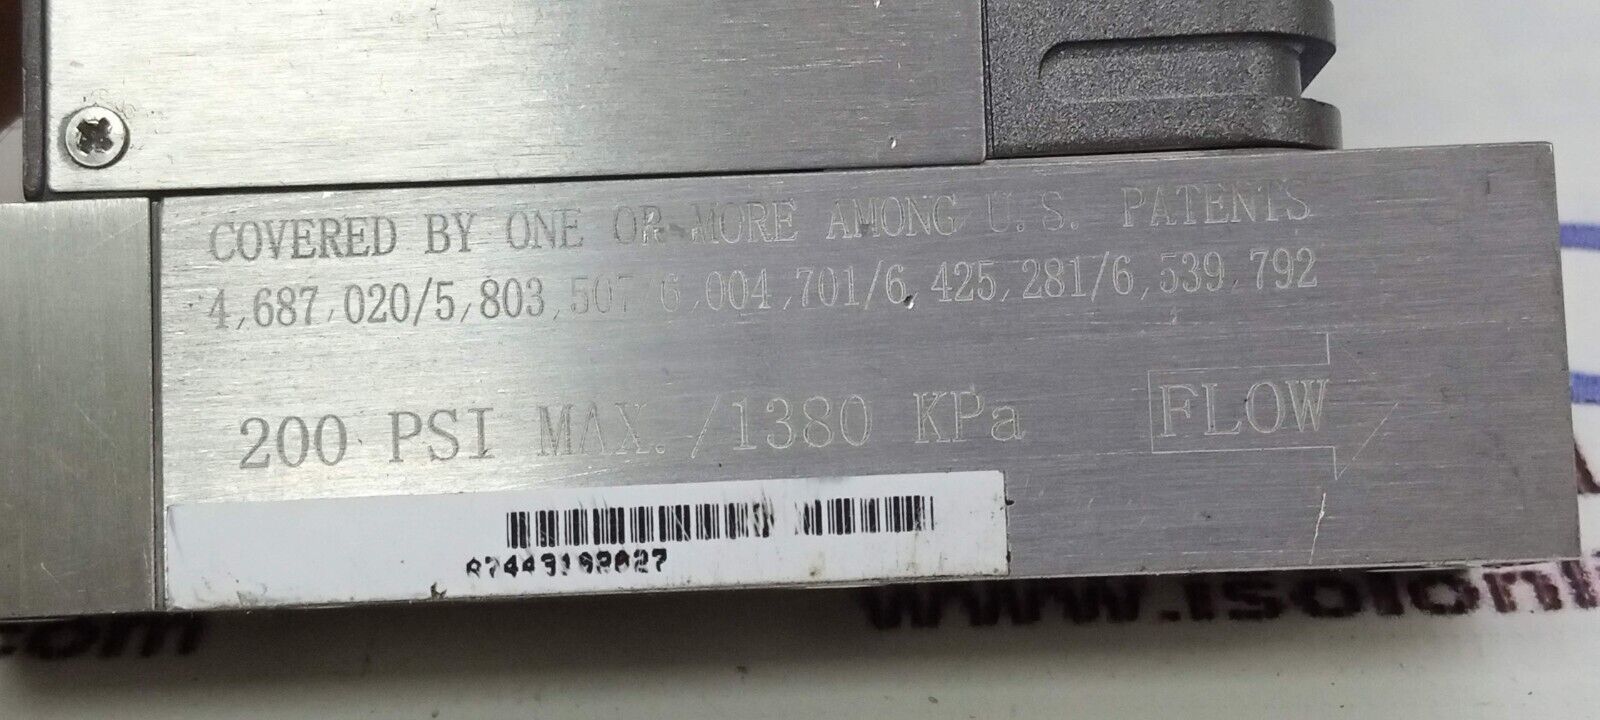 COVERED BY ONE OR MORE AMONG U.S. PATENTS
4,687,020/5,803,507/6,004,701/6,425,281/6,539,792
200 PSI MAX./1380 KPa
FLOW
.com